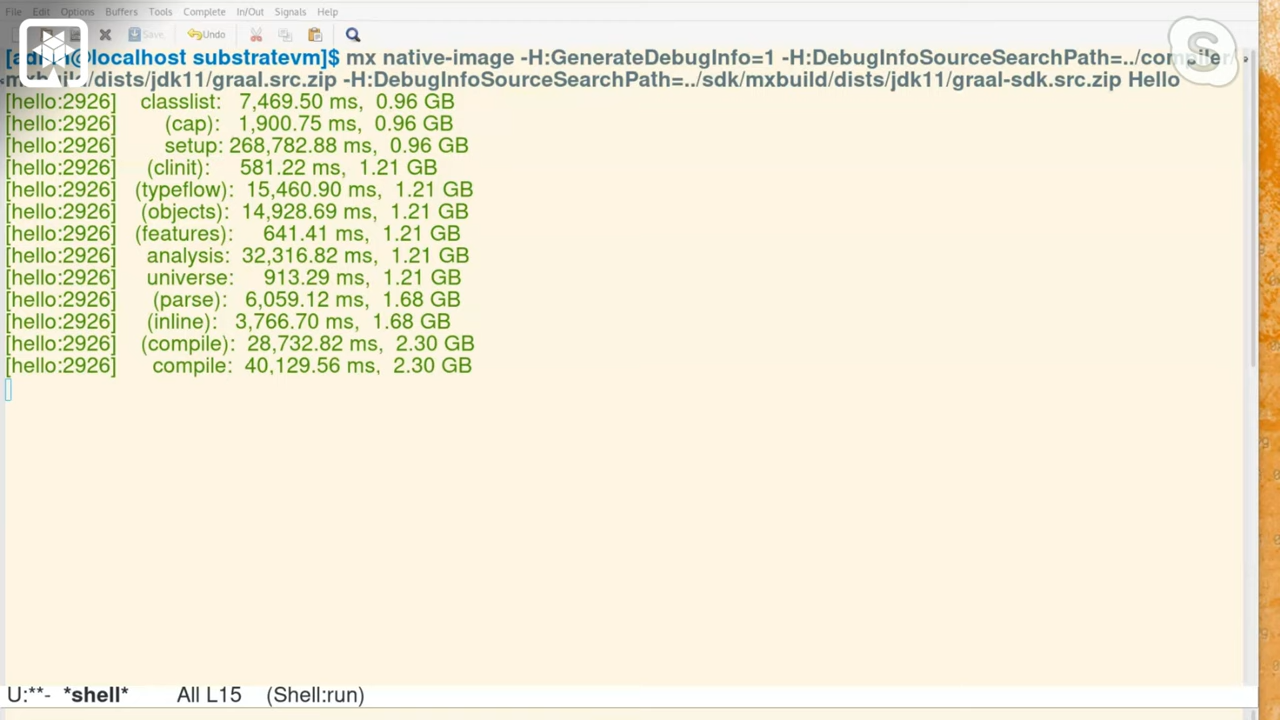 File Edit Options Buffers Tools Complete In/Out Signals Help
Save Undo
[adinn@localhost substratevm]$ mx native-image -H:GenerateDebugInfo=1 -H:DebugInfoSourceSearchPath=../compiler/
mxbuild/dists/jdk11/graal.src.zip -H:DebugInfoSourceSearchPath=../sdk/mxbuild/dists/jdk11/graal-sdk.src.zip Hello
[hello:2926] classlist: 7,469.50 ms, 0.96 GB
[hello:2926] (cap): 1,900.75 ms, 0.96 GB
[hello:2926] setup: 268,782.88 ms, 0.96 GB
[hello:2926] (clinit): 581.22 ms, 1.21 GB
[hello:2926] (typeflow): 15,460.90 ms, 1.21 GB
[hello:2926] (objects): 14,928.69 ms, 1.21 GB
[hello:2926] (features): 641.41 ms, 1.21 GB
[hello:2926] analysis: 32,316.82 ms, 1.21 GB
[hello:2926] universe: 913.29 ms, 1.21 GB
[hello:2926] (parse): 6,059.12 ms, 1.68 GB
[hello:2926] (inline): 3,766.70 ms, 1.68 GB
[hello:2926] (compile): 28,732.82 ms, 2.30 GB
[hello:2926] compile: 40,129.56 ms, 2.30 GB
U:**- *shell* All L15 (Shell:run)